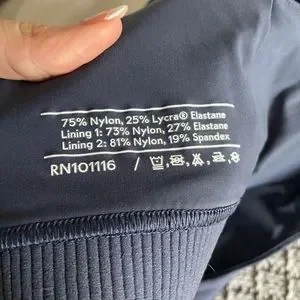 75% Nylon, 25% Lycra® Elastane
Lining 1: 73% Nylon, 27% Elastane
Lining 2: 81% Nylon, 19% Spandex
RN101116 /